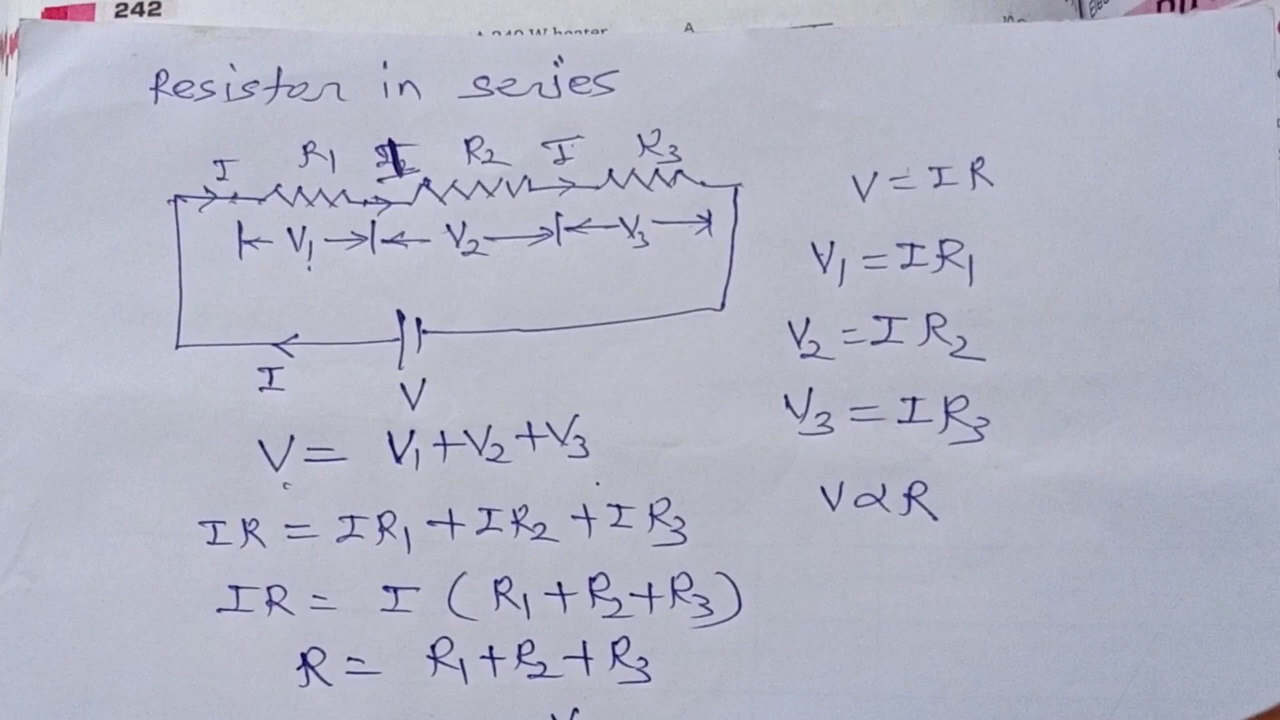 242
Resistor in series
I R1 I R2 I R3
V1 V2 V3
I V
V = V1 + V2 + V3
IR = IR1 + IR2 + IR3
IR = I (R1 + R2 + R3)
R = R1 + R2 + R3
V = IR
V1 = IR1
V2 = IR2
V3 = IR3
V ∝ R